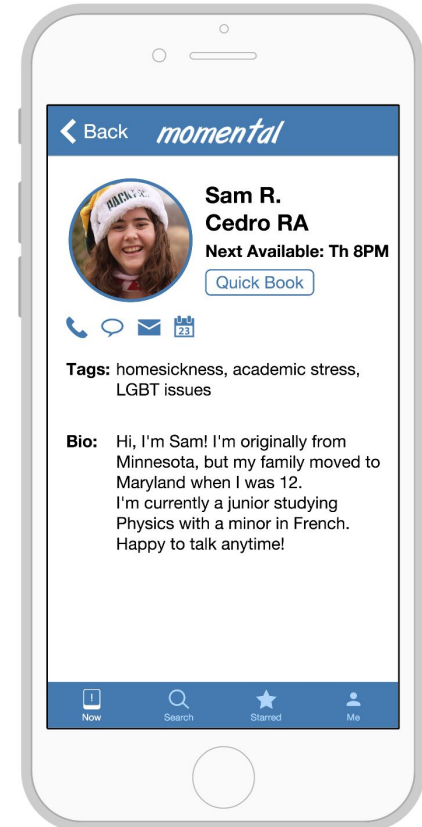 Back momental
PACKERS
Sam R.
Cedro RA
Next Available: Th 8PM
Quick Book
23
Tags: homesickness, academic stress,
LGBT issues
Bio: Hi, I'm Sam! I'm originally from
Minnesota, but my family moved to
Maryland when I was 12.
I'm currently a junior studying
Physics with a minor in French.
Happy to talk anytime!
!
Now Search Starred Me